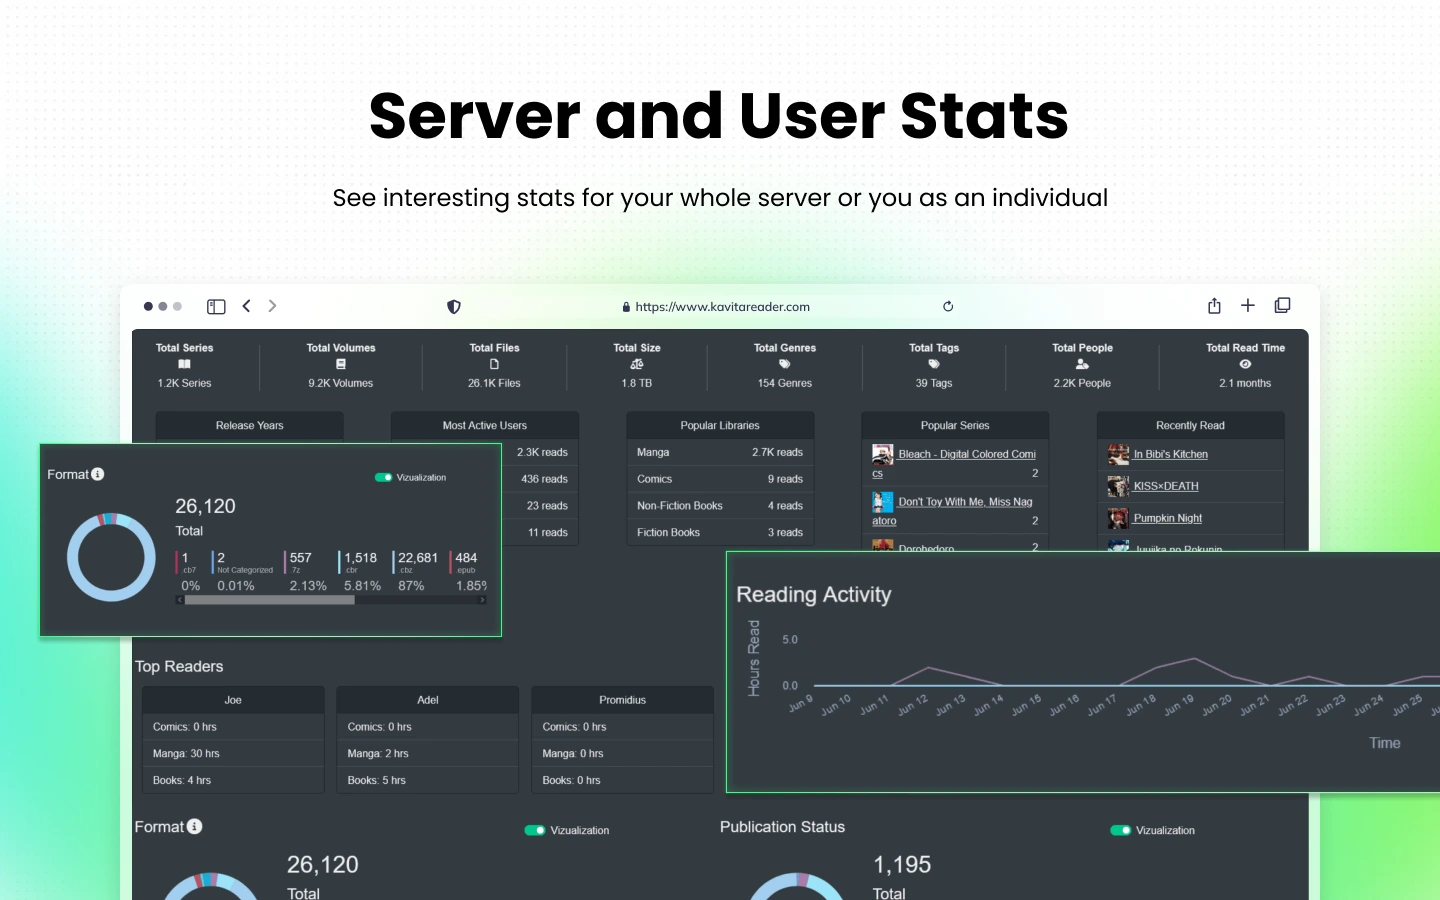 Server and User Stats
See interesting stats for your whole server or you as an individual
https://www.kavitareader.com
Total Series
Total Volumes
Total Files
Total Size
Total Genres
Total Tags
Total People
Total Read Time
1.2K Series
9.2K Volumes
26.1K Files
1.8 TB
154 Genres
39 Tags
2.2K People
2.1 months
Release Years
Most Active Users
2.3K reads
436 reads
23 reads
11 reads
Popular Libraries
Manga 2.7K reads
Comics 9 reads
Non-Fiction Books 4 reads
Fiction Books 3 reads
Popular Series
Bleach - Digital Colored Comi
cs 2
Don't Toy With Me, Miss Nag
atoro 2
Dorohedoro 2
Recently Read
In Bibi's Kitchen
KISS×DEATH
Pumpkin Night
Juujika no Rokunin
Format
Vizualization
26,120
Total
1 2 557 1,518 22,681 484
cb7 Not Categorized 7z cbr cbz epub
0% 0.01% 2.13% 5.81% 87% 1.85%
Reading Activity
Hours Read
5.0
0.0
Jun 9 Jun 10 Jun 11 Jun 12 Jun 13 Jun 14 Jun 15 Jun 16 Jun 17 Jun 18 Jun 19 Jun 20 Jun 21 Jun 22 Jun 23 Jun 24 Jun 25
Time
Top Readers
Joe
Comics: 0 hrs
Manga: 30 hrs
Books: 4 hrs
Adel
Comics: 0 hrs
Manga: 2 hrs
Books: 5 hrs
Promidius
Comics: 0 hrs
Manga: 0 hrs
Books: 0 hrs
Format
Vizualization
26,120
Total
Publication Status
Vizualization
1,195
Total